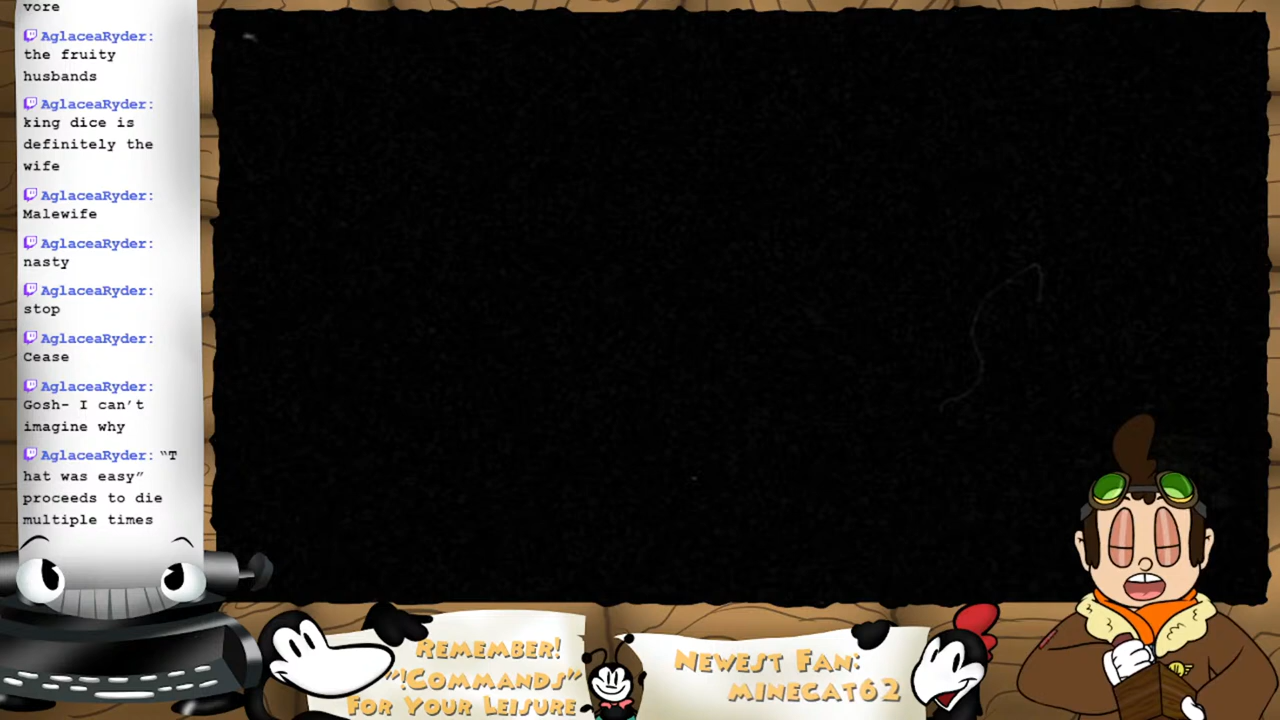 vore
AglaceaRyder:
the fruity
husbands
AglaceaRyder:
king dice is
definitely the
wife
AglaceaRyder:
Malewife
AglaceaRyder:
nasty
AglaceaRyder:
stop
AglaceaRyder:
Cease
AglaceaRyder:
Gosh- I can't
imagine why
AglaceaRyder: “T
hat was easy”
proceeds to die
multiple times
Remember!
"!Commands"
For Your Leisure
Newest Fan:
minecat62